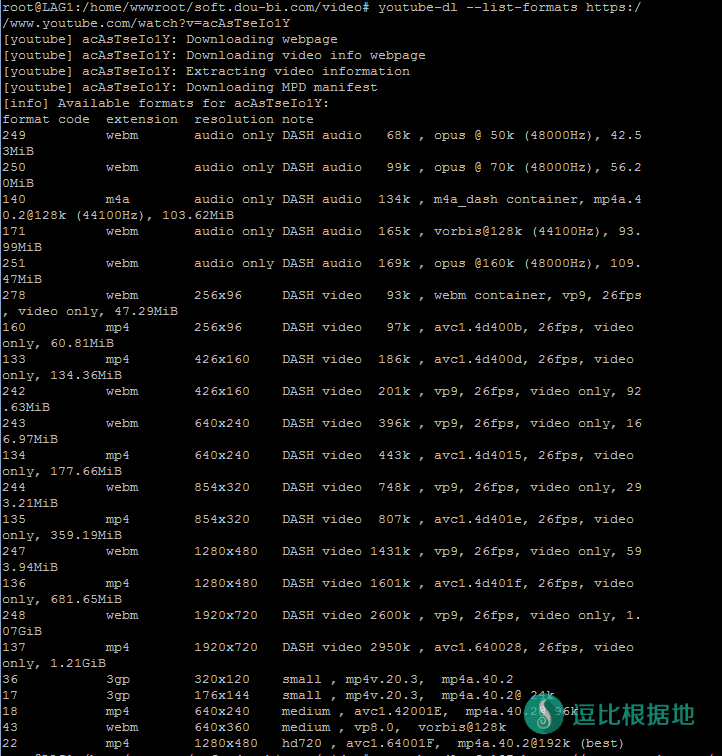 root@LAG1:/home/wwwroot/soft.dou-bi.com/video# youtube-dl --list-formats https:/
/www.youtube.com/watch?v=acAsTseIo1Y
[youtube] acAsTseIo1Y: Downloading webpage
[youtube] acAsTseIo1Y: Downloading video info webpage
[youtube] acAsTseIo1Y: Extracting video information
[youtube] acAsTseIo1Y: Downloading MPD manifest
[info] Available formats for acAsTseIo1Y:
format code  extension  resolution note
249          webm       audio only DASH audio   68k , opus @ 50k (48000Hz), 42.5
3MiB
250          webm       audio only DASH audio   99k , opus @ 70k (48000Hz), 56.2
0MiB
140          m4a        audio only DASH audio  134k , m4a_dash container, mp4a.4
0.2@128k (44100Hz), 103.62MiB
171          webm       audio only DASH audio  165k , vorbis@128k (44100Hz), 93.
99MiB
251          webm       audio only DASH audio  169k , opus @160k (48000Hz), 109.
47MiB
278          webm       256x96     DASH video   93k , webm container, vp9, 26fps
, video only, 47.29MiB
160          mp4        256x96     DASH video   97k , avc1.4d400b, 26fps, video
only, 60.81MiB
133          mp4        426x160    DASH video  186k , avc1.4d400d, 26fps, video
only, 134.36MiB
242          webm       426x160    DASH video  201k , vp9, 26fps, video only, 92
.63MiB
243          webm       640x240    DASH video  396k , vp9, 26fps, video only, 16
6.97MiB
134          mp4        640x240    DASH video  443k , avc1.4d4015, 26fps, video
only, 177.66MiB
244          webm       854x320    DASH video  748k , vp9, 26fps, video only, 29
3.21MiB
135          mp4        854x320    DASH video  807k , avc1.4d401e, 26fps, video
only, 359.19MiB
247          webm       1280x480   DASH video 1431k , vp9, 26fps, video only, 59
3.94MiB
136          mp4        1280x480   DASH video 1601k , avc1.4d401f, 26fps, video
only, 681.65MiB
248          webm       1920x720   DASH video 2600k , vp9, 26fps, video only, 1.
07GiB
137          mp4        1920x720   DASH video 2950k , avc1.640028, 26fps, video
only, 1.21GiB
36           3gp        320x120    small , mp4v.20.3,  mp4a.40.2
17           3gp        176x144    small , mp4v.20.3,  mp4a.40.2@ 24k
18           mp4        640x240    medium , avc1.42001E,  mp4a.40.2@ 96k
43           webm       640x360    medium , vp8.0,  vorbis@128k
22           mp4        1280x480   hd720 , avc1.64001F,  mp4a.40.2@192k (best)
逗比根据地